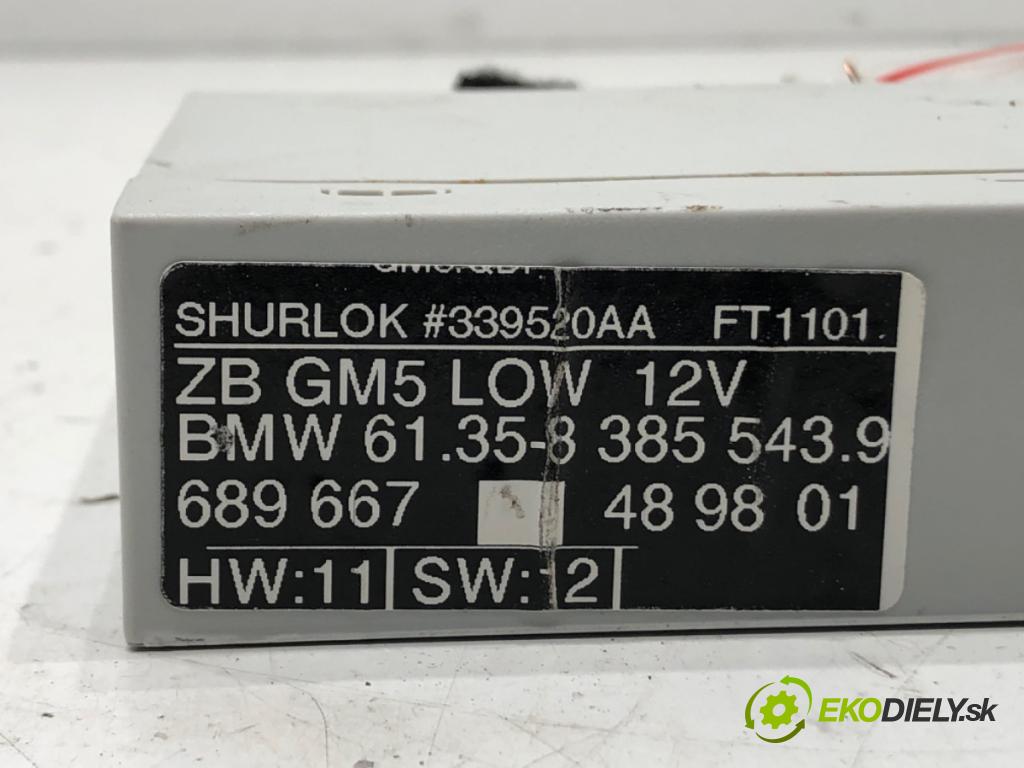 SHURLOK #339520AA FT1101.
ZB GM5 LOW 12V
BMW 61.35-8 385 543.9
689 667 48 98 01
HW:11 SW:12
EKODIELY.sk